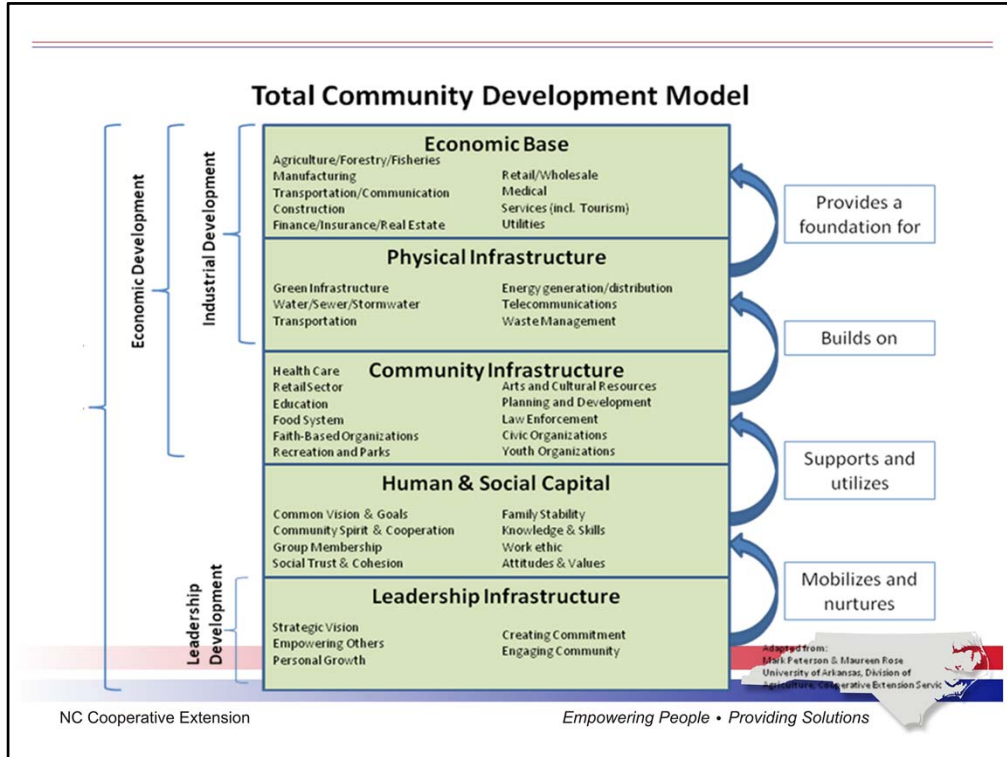 Total Community Development Model
Economic Development
Industrial Development
Leadership Development
Economic Base
Agriculture/Forestry/Fisheries
Manufacturing
Transportation/Communication
Construction
Finance/Insurance/Real Estate
Retail/Wholesale
Medical
Services (incl. Tourism)
Utilities
Physical Infrastructure
Green Infrastructure
Water/Sewer/Stormwater
Transportation
Energy generation/distribution
Telecommunications
Waste Management
Community Infrastructure
Health Care
Retail Sector
Education
Food System
Faith-Based Organizations
Recreation and Parks
Arts and Cultural Resources
Planning and Development
Law Enforcement
Civic Organizations
Youth Organizations
Human & Social Capital
Common Vision & Goals
Community Spirit & Cooperation
Group Membership
Social Trust & Cohesion
Family Stability
Knowledge & Skills
Work ethic
Attitudes & Values
Leadership Infrastructure
Strategic Vision
Empowering Others
Personal Growth
Creating Commitment
Engaging Community
Provides a
foundation for
Builds on
Supports and
utilizes
Mobilizes and
nurtures
Adapted from:
Mark Peterson & Maureen Rose
University of Arkansas, Division of
Agriculture, Cooperative Extension Servic
NC Cooperative Extension
Empowering People • Providing Solutions